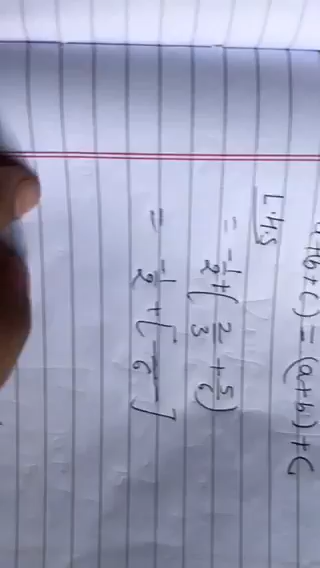 +b+c) = (a+b)+c
L.H.S
= -1/2 + ( 2/3 + 5/6 )
= -1/2 + [ —/6 ]